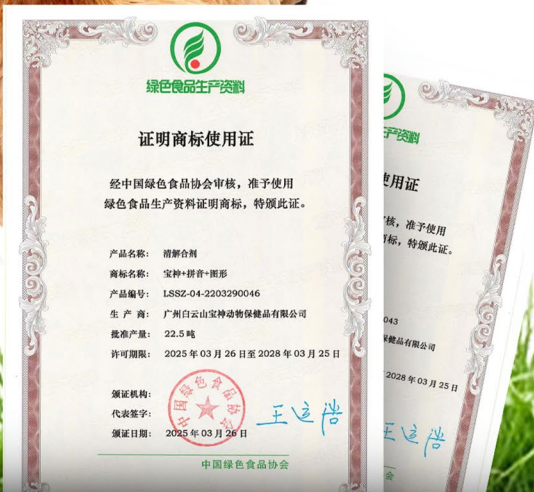 绿色食品生产资料
证明商标使用证
经中国绿色食品协会审核，准予使用
绿色食品生产资料证明商标，特颁此证。
产品名称： 清解合剂
商标名称： 宝神+拼音+图形
产品编号： LSSZ-04-2203290046
生 产 商： 广州白云山宝神动物保健品有限公司
批准产量： 22.5 吨
许可期限： 2025 年 03 月 26 日至 2028 年 03 月 25 日
颁证机构：
代表签字：
王运浩
颁证日期： 2025 年 03 月 26 日
中国绿色食品协会
中国绿色食品协会
产资料
使用证
核，准予使用
商标，特颁此证。
043
保健品有限公司
2028 年 03 月 25 日
王运浩
会